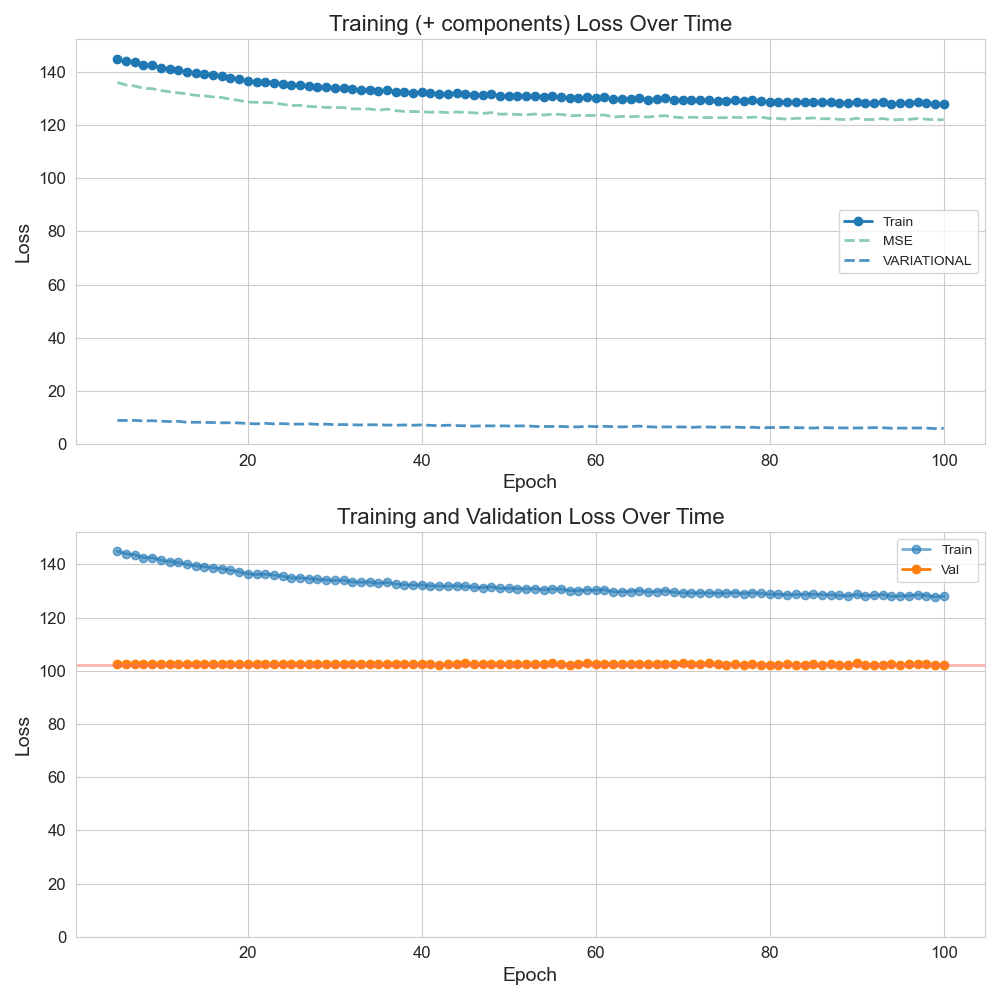 Training (+ components) Loss Over Time
140
120
100
80
60
40
20
0
Loss
Train
MSE
VARIATIONAL
20 40 60 80 100
Epoch
Training and Validation Loss Over Time
140
120
100
80
60
40
20
0
Loss
Train
Val
20 40 60 80 100
Epoch